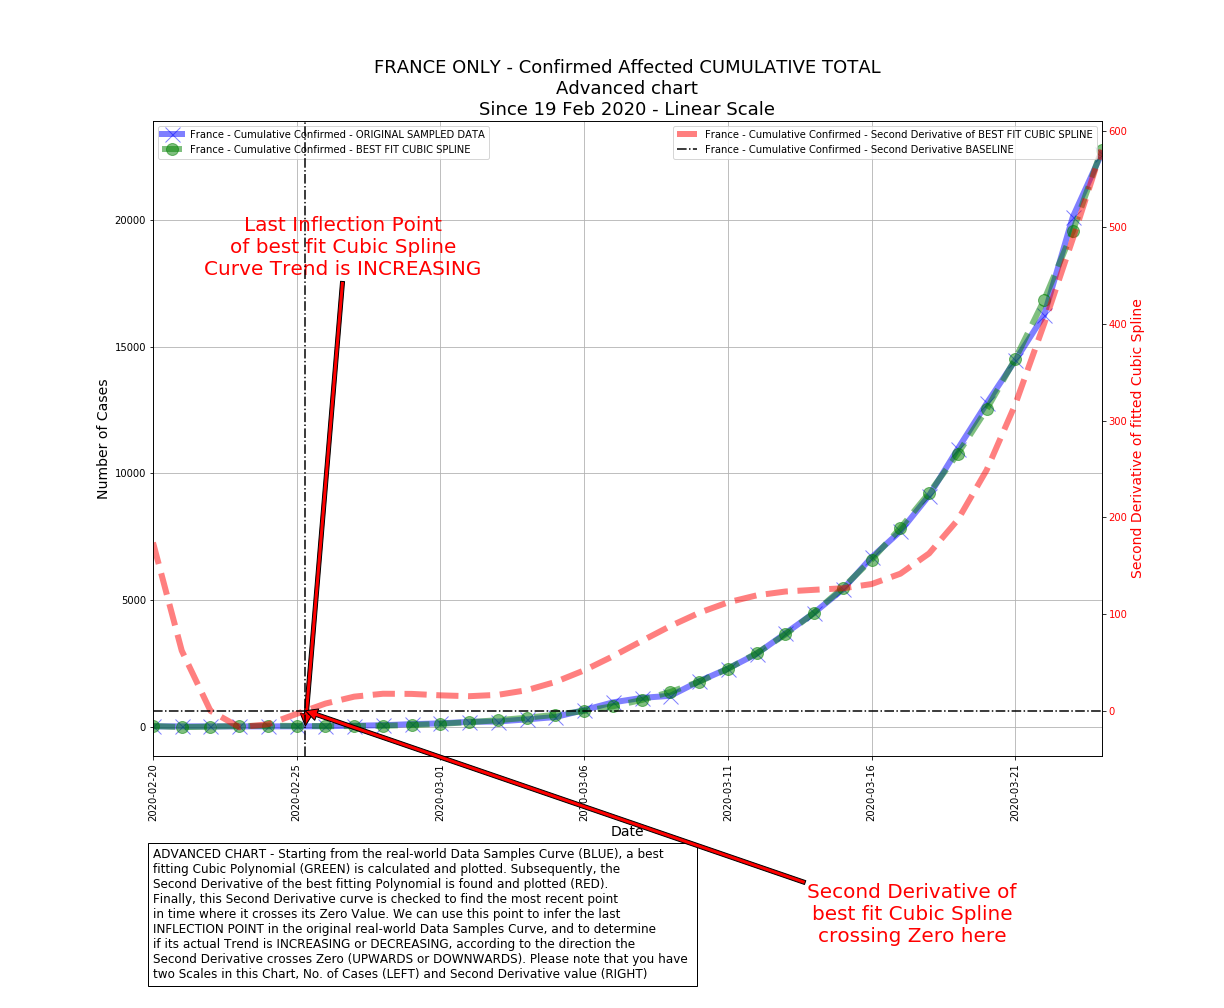 FRANCE ONLY - Confirmed Affected CUMULATIVE TOTAL
Advanced chart
Since 19 Feb 2020 - Linear Scale
France - Cumulative Confirmed - ORIGINAL SAMPLED DATA
France - Cumulative Confirmed - BEST FIT CUBIC SPLINE
France - Cumulative Confirmed - Second Derivative of BEST FIT CUBIC SPLINE
France - Cumulative Confirmed - Second Derivative BASELINE
Last Inflection Point
of best fit Cubic Spline
Curve Trend is INCREASING
Number of Cases
20000
15000
10000
5000
0
600
500
400
300
200
100
0
Second Derivative of fitted Cubic Spline
2020-02-20
2020-02-25
2020-03-01
2020-03-06
2020-03-11
2020-03-16
2020-03-21
Date
ADVANCED CHART - Starting from the real-world Data Samples Curve (BLUE), a best
fitting Cubic Polynomial (GREEN) is calculated and plotted. Subsequently, the
Second Derivative of the best fitting Polynomial is found and plotted (RED).
Finally, this Second Derivative curve is checked to find the most recent point
in time where it crosses its Zero Value. We can use this point to infer the last
INFLECTION POINT in the original real-world Data Samples Curve, and to determine
if its actual Trend is INCREASING or DECREASING, according to the direction the
Second Derivative crosses Zero (UPWARDS or DOWNWARDS). Please note that you have
two Scales in this Chart, No. of Cases (LEFT) and Second Derivative value (RIGHT)
Second Derivative of
best fit Cubic Spline
crossing Zero here